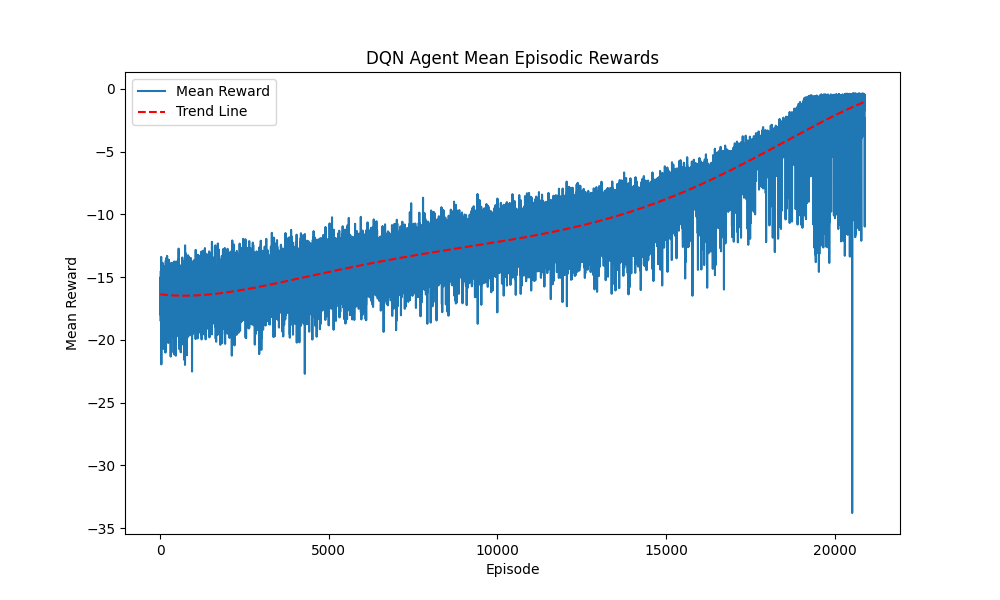 DQN Agent Mean Episodic Rewards
Mean Reward
Trend Line
0
−5
−10
−15
−20
−25
−30
−35
Mean Reward
0
5000
10000
15000
20000
Episode